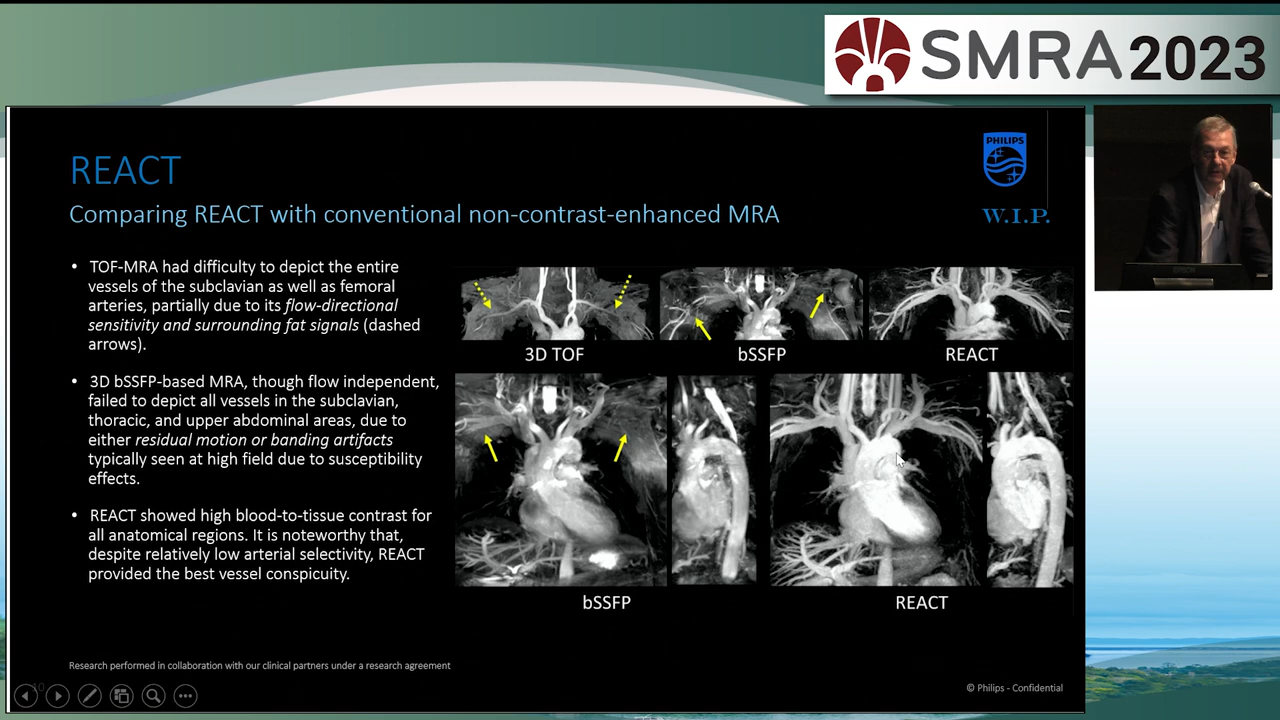 SMRA 2023
PHILIPS
W.I.P.
REACT
Comparing REACT with conventional non-contrast-enhanced MRA
• TOF-MRA had difficulty to depict the entire
vessels of the subclavian as well as femoral
arteries, partially due to its flow-directional
sensitivity and surrounding fat signals (dashed
arrows).
• 3D bSSFP-based MRA, though flow independent,
failed to depict all vessels in the subclavian,
thoracic, and upper abdominal areas, due to
either residual motion or banding artifacts
typically seen at high field due to susceptibility
effects.
• REACT showed high blood-to-tissue contrast for
all anatomical regions. It is noteworthy that,
despite relatively low arterial selectivity, REACT
provided the best vessel conspicuity.
3D TOF
bSSFP
REACT
bSSFP
REACT
Research performed in collaboration with our clinical partners under a research agreement
10
© Philips - Confidential
EPSON